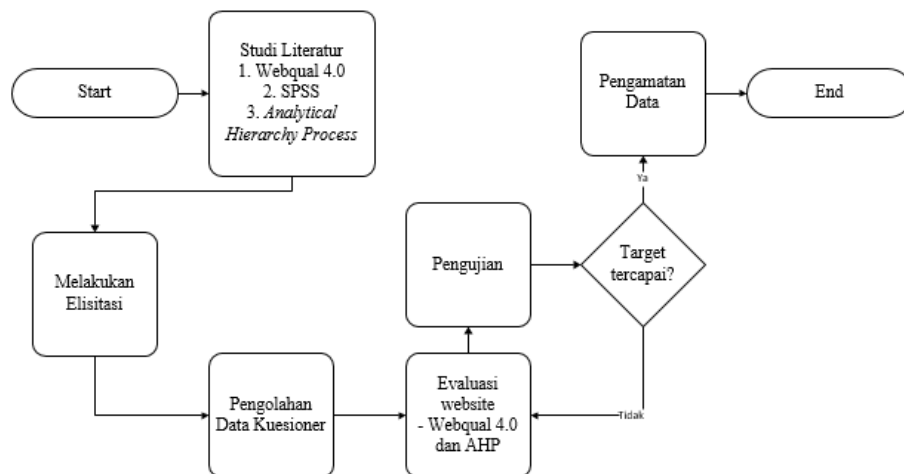 Start
Studi Literatur
1. Webqual 4.0
2. SPSS
3. Analytical
Hierarchy Process
Melakukan
Elisitasi
Pengolahan
Data Kuesioner
Evaluasi
website
- Webqual 4.0
dan AHP
Pengujian
Target
tercapai?
Tidak
Ya
Pengamatan
Data
End